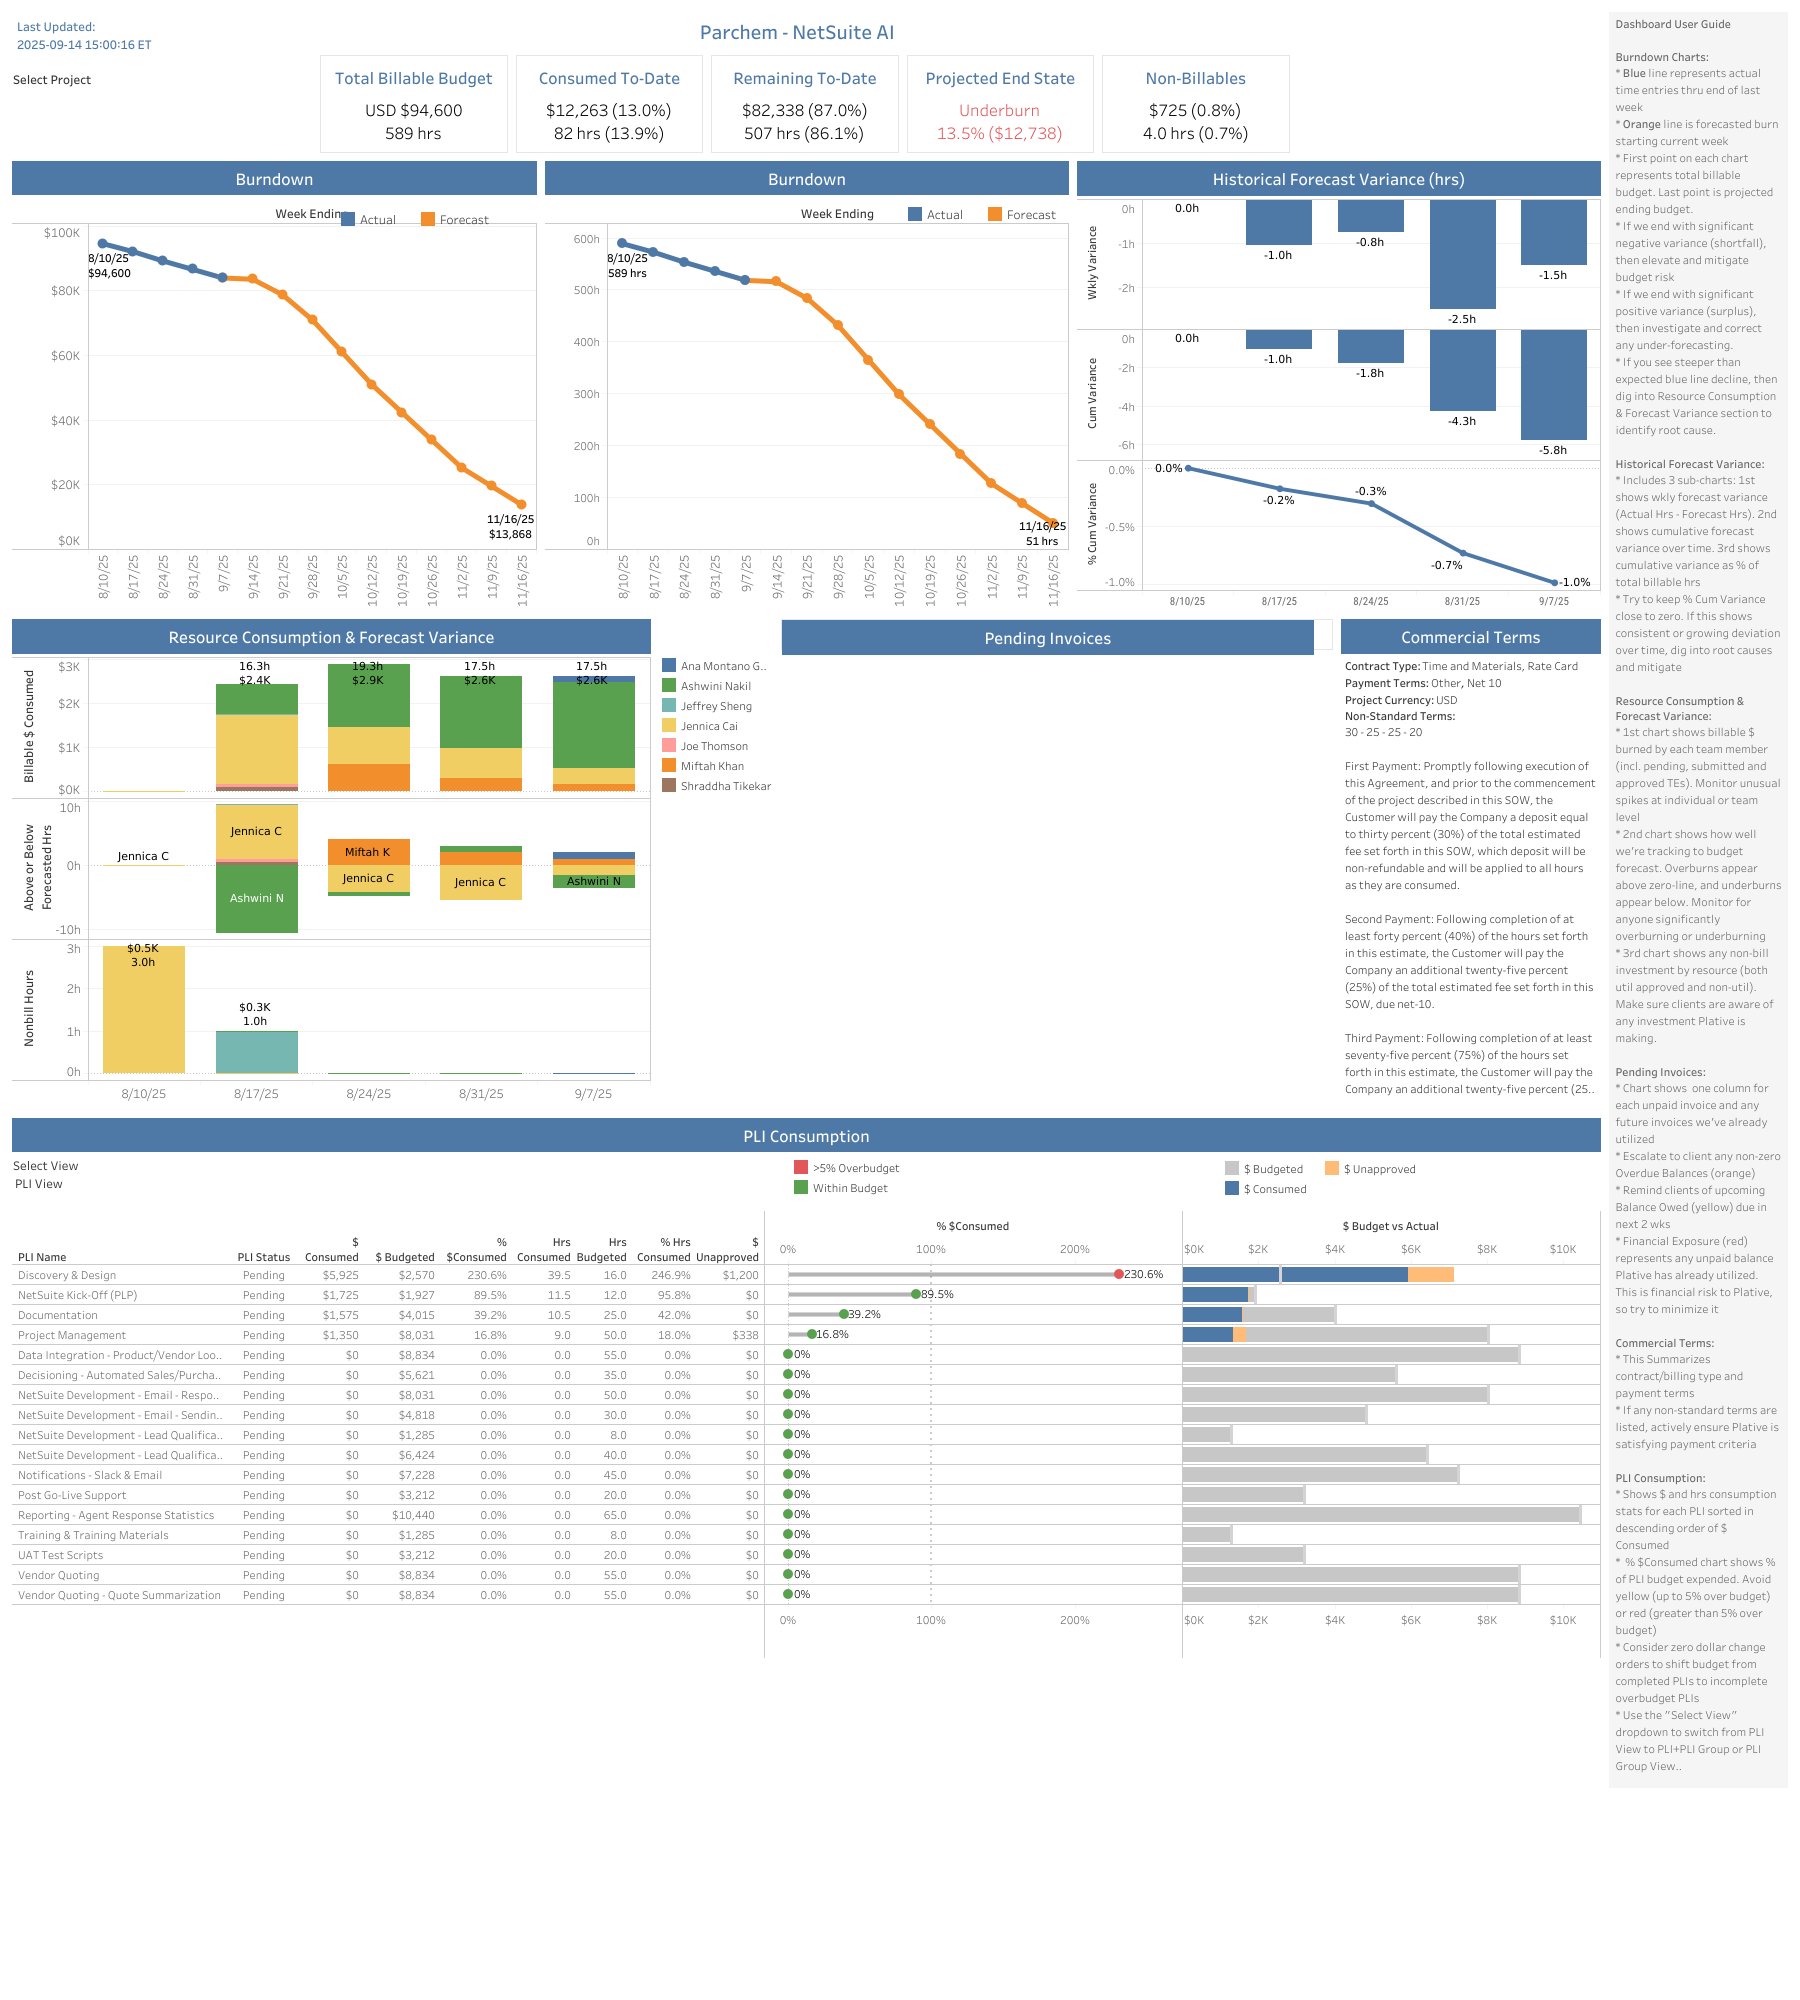 Last Updated:
2025-09-14 15:00:16 ET
Parchem - NetSuite AI
Select Project
Total Billable Budget
USD $94,600
589 hrs
Consumed To-Date
$12,263 (13.0%)
82 hrs (13.9%)
Remaining To-Date
$82,338 (87.0%)
507 hrs (86.1%)
Projected End State
Underburn
13.5% ($12,738)
Non-Billables
$725 (0.8%)
4.0 hrs (0.7%)
Burndown
Week Ending
Actual
Forecast
$100K
$80K
$60K
$40K
$20K
$0K
8/10/25
$94,600
11/16/25
$13,868
8/10/25
8/17/25
8/24/25
8/31/25
9/7/25
9/14/25
9/21/25
9/28/25
10/5/25
10/12/25
10/19/25
10/26/25
11/2/25
11/9/25
11/16/25
Burndown
Week Ending
Actual
Forecast
600h
500h
400h
300h
200h
100h
0h
8/10/25
589 hrs
11/16/25
51 hrs
8/10/25
8/17/25
8/24/25
8/31/25
9/7/25
9/14/25
9/21/25
9/28/25
10/5/25
10/12/25
10/19/25
10/26/25
11/2/25
11/9/25
11/16/25
Historical Forecast Variance (hrs)
Wkly Variance
0h
-1h
-2h
0.0h
-1.0h
-0.8h
-2.5h
-1.5h
Cum Variance
0h
-2h
-4h
-6h
0.0h
-1.0h
-1.8h
-4.3h
-5.8h
% Cum Variance
0.0%
-0.5%
-1.0%
0.0%
-0.2%
-0.3%
-0.7%
-1.0%
8/10/25
8/17/25
8/24/25
8/31/25
9/7/25
Resource Consumption & Forecast Variance
Billable $ Consumed
$3K
$2K
$1K
$0K
16.3h
$2.4K
19.3h
$2.9K
17.5h
$2.6K
17.5h
$2.6K
Above or Below
Forecasted Hrs
10h
0h
-10h
Jennica C
Jennica C
Ashwini N
Miftah K
Jennica C
Jennica C
Ashwini N
Nonbill Hours
3h
2h
1h
0h
$0.5K
3.0h
$0.3K
1.0h
8/10/25
8/17/25
8/24/25
8/31/25
9/7/25
Ana Montano G..
Ashwini Nakil
Jeffrey Sheng
Jennica Cai
Joe Thomson
Miftah Khan
Shraddha Tikekar
Pending Invoices
Commercial Terms
Contract Type: Time and Materials, Rate Card
Payment Terms: Other, Net 10
Project Currency: USD
Non-Standard Terms:
30 - 25 - 25 - 20
First Payment: Promptly following execution of
this Agreement, and prior to the commencement
of the project described in this SOW, the
Customer will pay the Company a deposit equal
to thirty percent (30%) of the total estimated
fee set forth in this SOW, which deposit will be
non-refundable and will be applied to all hours
as they are consumed.
Second Payment: Following completion of at
least forty percent (40%) of the hours set forth
in this estimate, the Customer will pay the
Company an additional twenty-five percent
(25%) of the total estimated fee set forth in this
SOW, due net-10.
Third Payment: Following completion of at least
seventy-five percent (75%) of the hours set
forth in this estimate, the Customer will pay the
Company an additional twenty-five percent (25..
PLI Consumption
Select View
PLI View
>5% Overbudget
Within Budget
$ Budgeted
$ Unapproved
$ Consumed
PLI Name PLI Status $ Consumed $ Budgeted % $Consumed Hrs Consumed Hrs Budgeted % Hrs Consumed $ Unapproved
% $Consumed
0% 100% 200%
$ Budget vs Actual
$0K $2K $4K $6K $8K $10K
Discovery & Design Pending $5,925 $2,570 230.6% 39.5 16.0 246.9% $1,200 230.6%
NetSuite Kick-Off (PLP) Pending $1,725 $1,927 89.5% 11.5 12.0 95.8% $0 89.5%
Documentation Pending $1,575 $4,015 39.2% 10.5 25.0 42.0% $0 39.2%
Project Management Pending $1,350 $8,031 16.8% 9.0 50.0 18.0% $338 16.8%
Data Integration - Product/Vendor Loo.. Pending $0 $8,834 0.0% 0.0 55.0 0.0% $0 0%
Decisioning - Automated Sales/Purcha.. Pending $0 $5,621 0.0% 0.0 35.0 0.0% $0 0%
NetSuite Development - Email - Respo.. Pending $0 $8,031 0.0% 0.0 50.0 0.0% $0 0%
NetSuite Development - Email - Sendin.. Pending $0 $4,818 0.0% 0.0 30.0 0.0% $0 0%
NetSuite Development - Lead Qualifica.. Pending $0 $1,285 0.0% 0.0 8.0 0.0% $0 0%
NetSuite Development - Lead Qualifica.. Pending $0 $6,424 0.0% 0.0 40.0 0.0% $0 0%
Notifications - Slack & Email Pending $0 $7,228 0.0% 0.0 45.0 0.0% $0 0%
Post Go-Live Support Pending $0 $3,212 0.0% 0.0 20.0 0.0% $0 0%
Reporting - Agent Response Statistics Pending $0 $10,440 0.0% 0.0 65.0 0.0% $0 0%
Training & Training Materials Pending $0 $1,285 0.0% 0.0 8.0 0.0% $0 0%
UAT Test Scripts Pending $0 $3,212 0.0% 0.0 20.0 0.0% $0 0%
Vendor Quoting Pending $0 $8,834 0.0% 0.0 55.0 0.0% $0 0%
Vendor Quoting - Quote Summarization Pending $0 $8,834 0.0% 0.0 55.0 0.0% $0 0%
0% 100% 200%
$0K $2K $4K $6K $8K $10K
Dashboard User Guide
Burndown Charts:
* Blue line represents actual
time entries thru end of last
week
* Orange line is forecasted burn
starting current week
* First point on each chart
represents total billable
budget. Last point is projected
ending budget.
* If we end with significant
negative variance (shortfall),
then elevate and mitigate
budget risk
* If we end with significant
positive variance (surplus),
then investigate and correct
any under-forecasting.
* If you see steeper than
expected blue line decline, then
dig into Resource Consumption
& Forecast Variance section to
identify root cause.
Historical Forecast Variance:
* Includes 3 sub-charts: 1st
shows wkly forecast variance
(Actual Hrs - Forecast Hrs). 2nd
shows cumulative forecast
variance over time. 3rd shows
cumulative variance as % of
total billable hrs
* Try to keep % Cum Variance
close to zero. If this shows
consistent or growing deviation
over time, dig into root causes
and mitigate
Resource Consumption &
Forecast Variance:
* 1st chart shows billable $
burned by each team member
(incl. pending, submitted and
approved TEs). Monitor unusual
spikes at individual or team
level
* 2nd chart shows how well
we're tracking to budget
forecast. Overburns appear
above zero-line, and underburns
appear below. Monitor for
anyone significantly
overburning or underburning
* 3rd chart shows any non-bill
investment by resource (both
util approved and non-util).
Make sure clients are aware of
any investment Plative is
making.
Pending Invoices:
* Chart shows one column for
each unpaid invoice and any
future invoices we've already
utilized
* Escalate to client any non-zero
Overdue Balances (orange)
* Remind clients of upcoming
Balance Owed (yellow) due in
next 2 wks
* Financial Exposure (red)
represents any unpaid balance
Plative has already utilized.
This is financial risk to Plative,
so try to minimize it
Commercial Terms:
* This Summarizes
contract/billing type and
payment terms
* If any non-standard terms are
listed, actively ensure Plative is
satisfying payment criteria
PLI Consumption:
* Shows $ and hrs consumption
stats for each PLI sorted in
descending order of $
Consumed
* % $Consumed chart shows %
of PLI budget expended. Avoid
yellow (up to 5% over budget)
or red (greater than 5% over
budget)
* Consider zero dollar change
orders to shift budget from
completed PLIs to incomplete
overbudget PLIs
* Use the "Select View"
dropdown to switch from PLI
View to PLI+PLI Group or PLI
Group View..